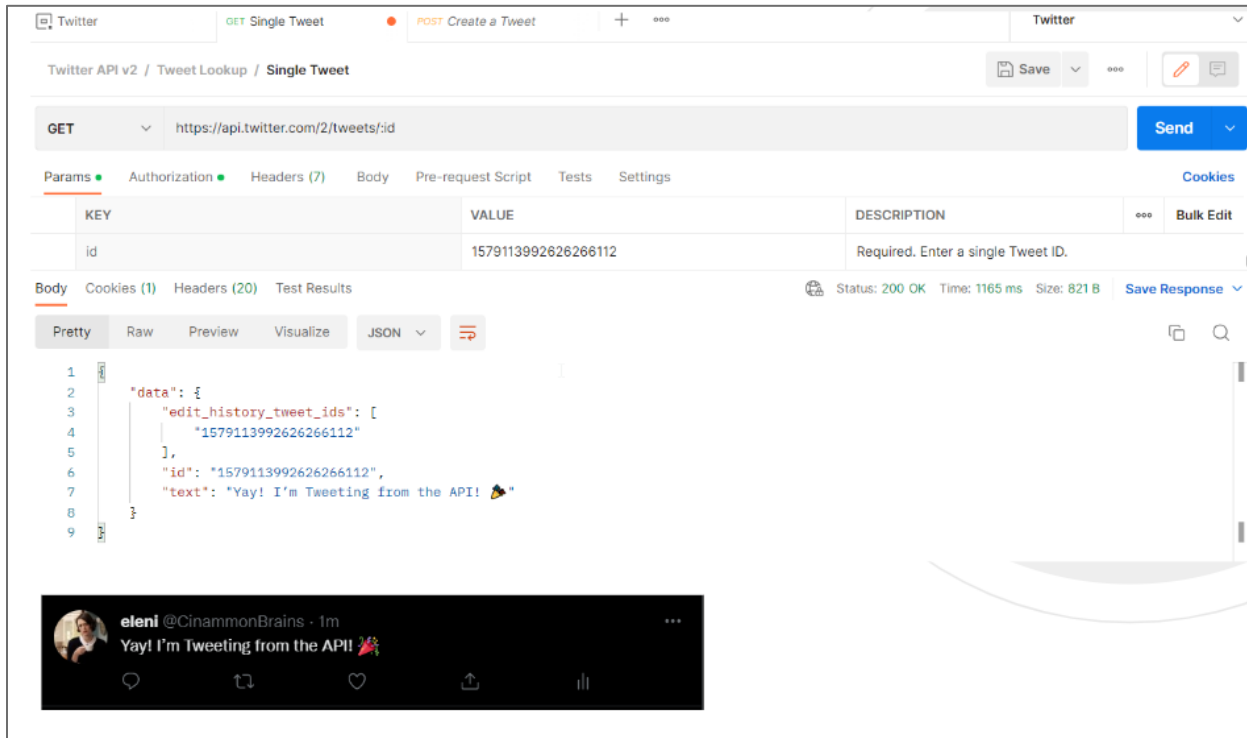 Twitter GET Single Tweet POST Create a Tweet + ooo Twitter
Twitter API v2 / Tweet Lookup / Single Tweet Save ooo
GET https://api.twitter.com/2/tweets/:id Send
Params Authorization Headers (7) Body Pre-request Script Tests Settings Cookies
KEY VALUE DESCRIPTION ooo Bulk Edit
id 1579113992626266112 Required. Enter a single Tweet ID.
Body Cookies (1) Headers (20) Test Results Status: 200 OK Time: 1165 ms Size: 821 B Save Response
Pretty Raw Preview Visualize JSON
1 {
2 "data": {
3 "edit_history_tweet_ids": [
4 "1579113992626266112"
5 ],
6 "id": "1579113992626266112",
7 "text": "Yay! I’m Tweeting from the API! 🎉"
8 }
9 }
eleni @CinammonBrains · 1m ...
Yay! I’m Tweeting from the API! 🎉